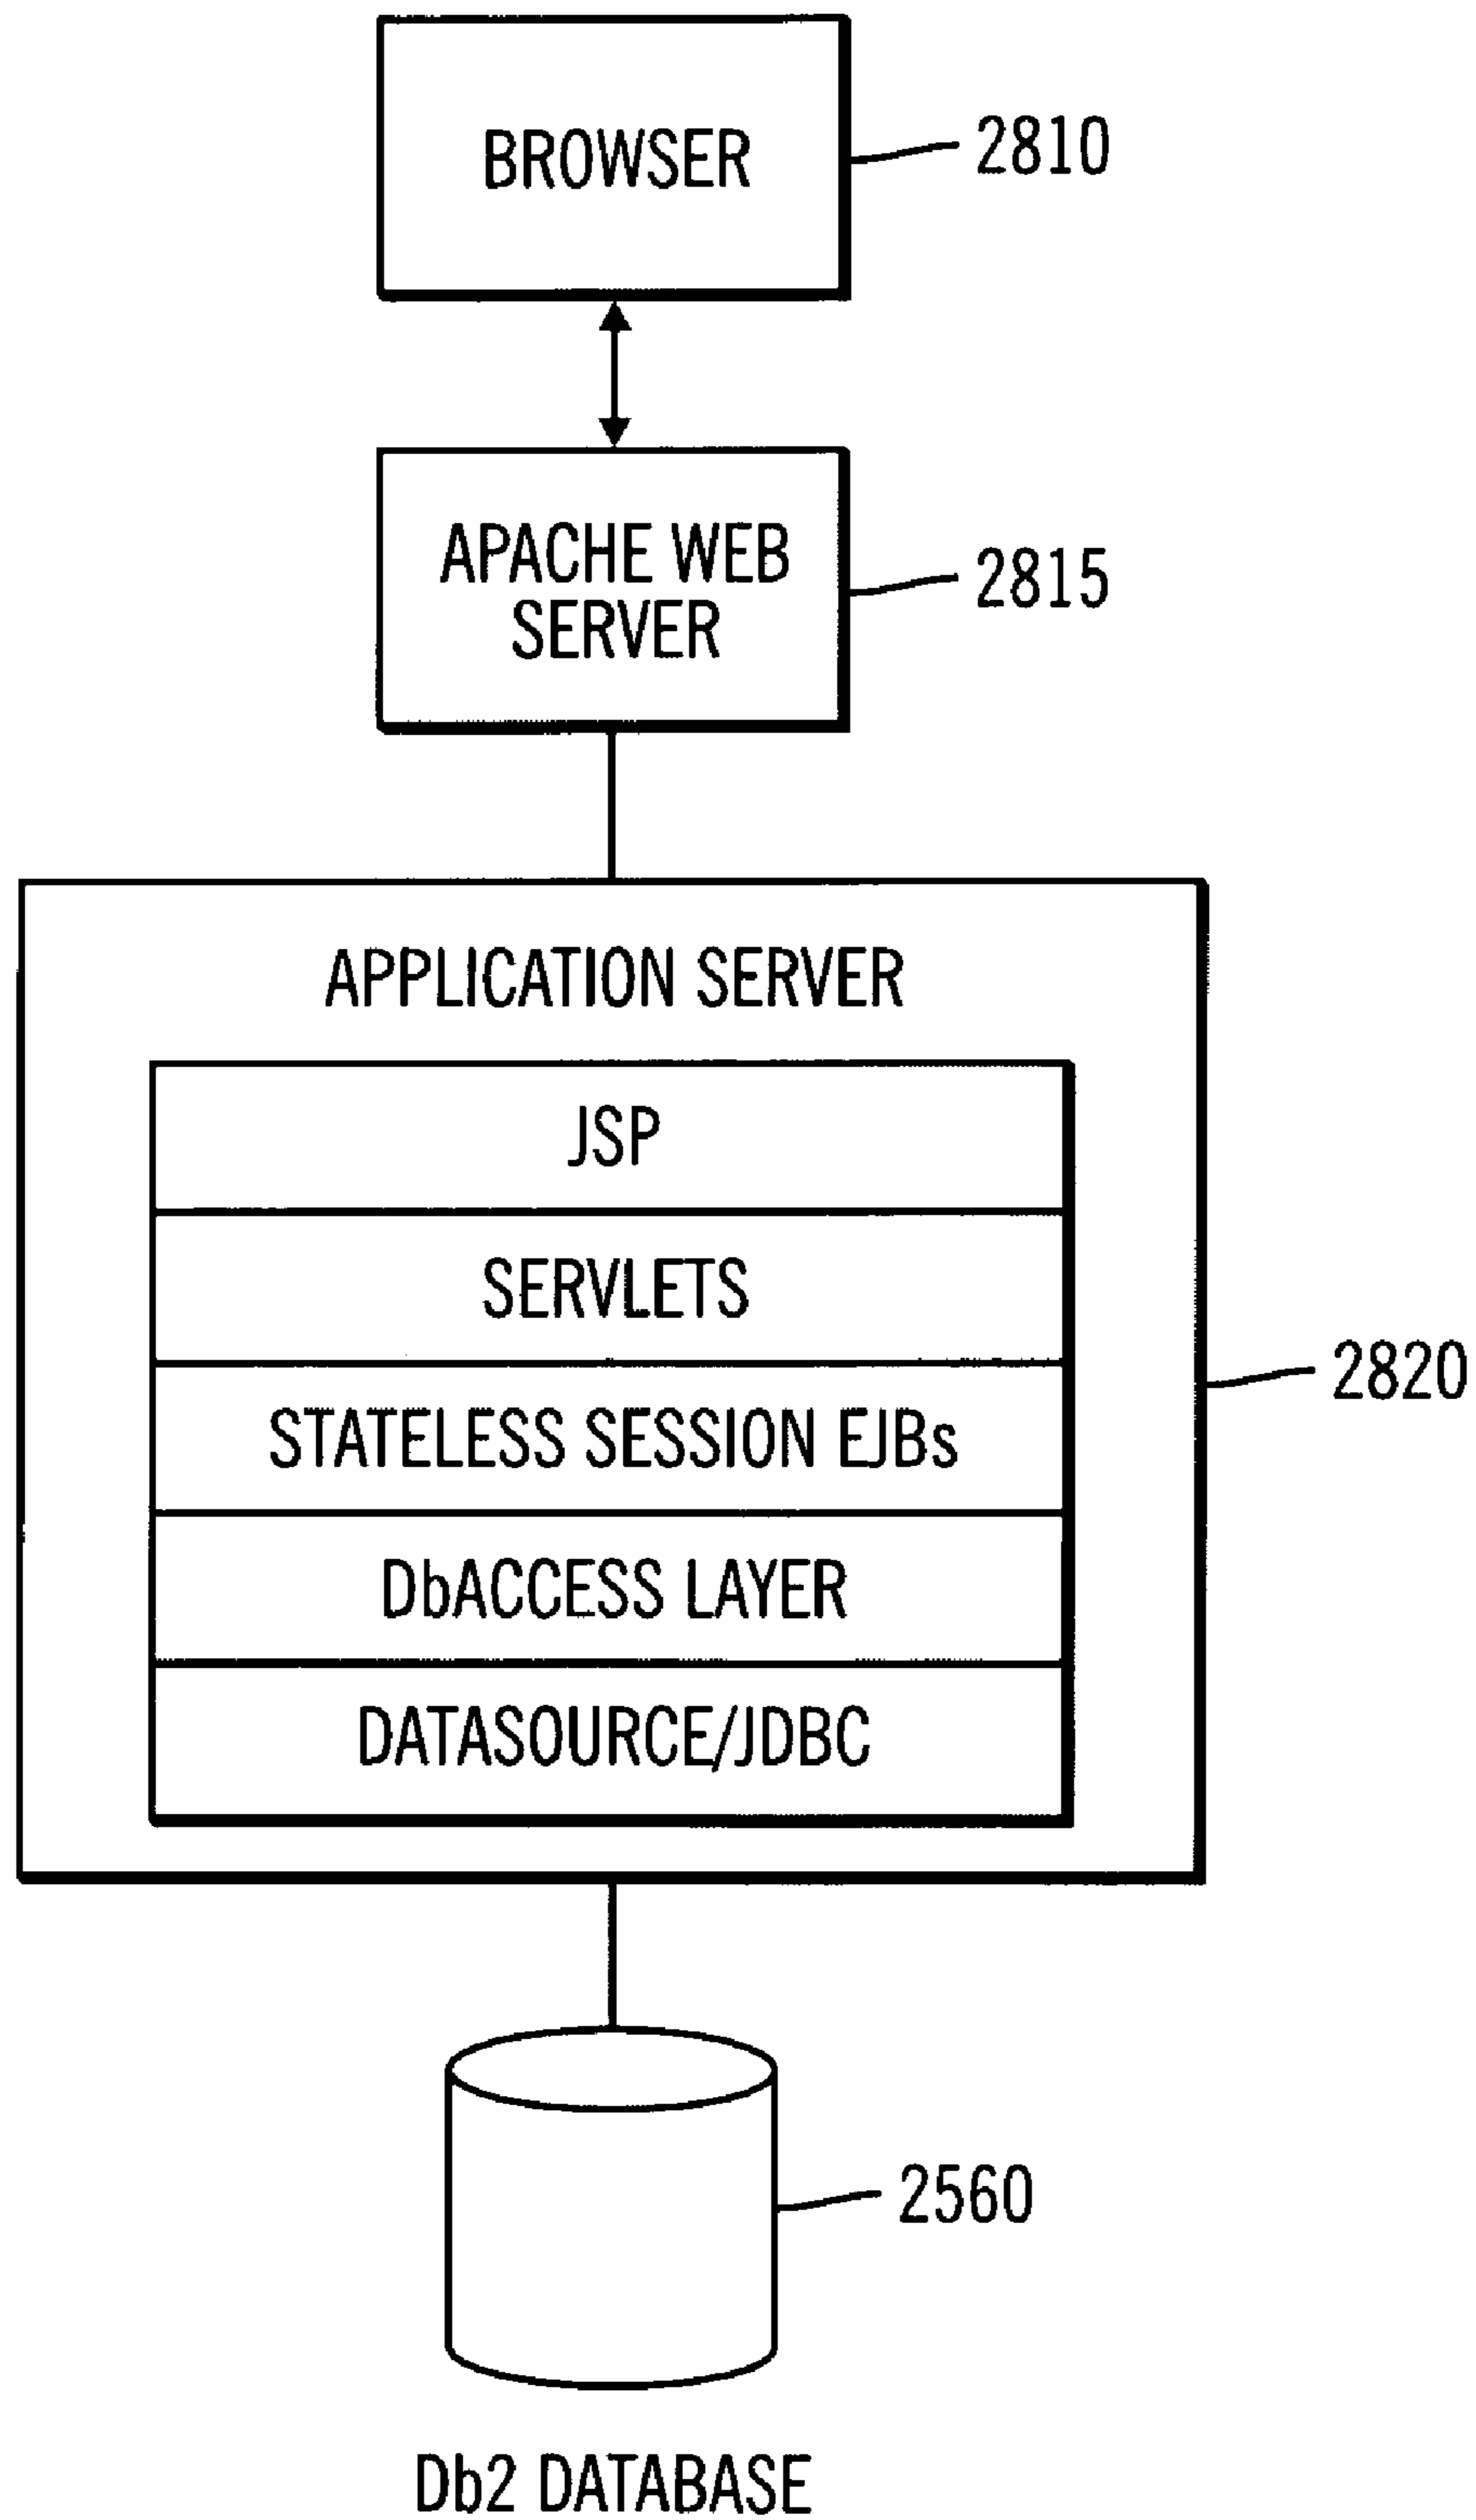 BROWSER
2810
APACHE WEB
SERVER
2815
APPLICATION SERVER
JSP
SERVLETS
STATELESS SESSION EJBs
2820
DbACCESS LAYER
DATASOURCE/JDBC
2560
Db2 DATABASE